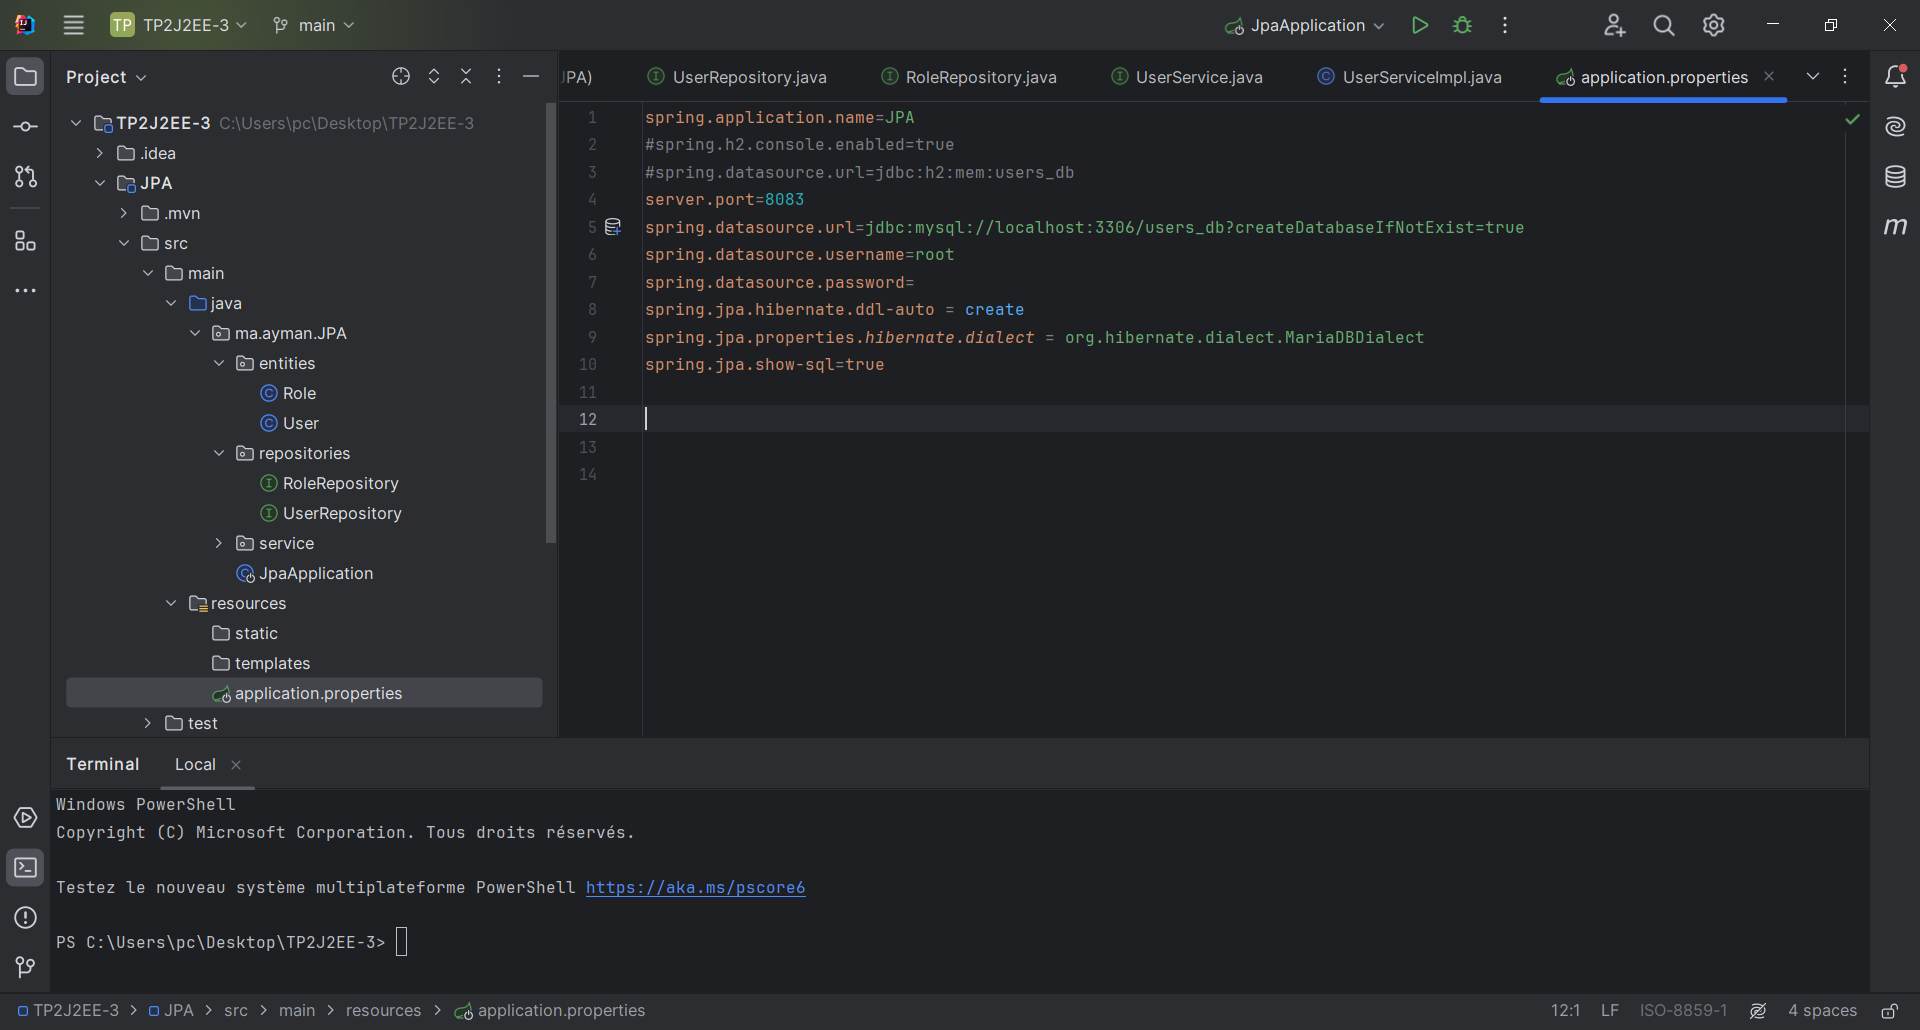 TP TP2J2EE-3 main JpaApplication
Project
JPA) UserRepository.java RoleRepository.java UserService.java UserServiceImpl.java application.properties
TP2J2EE-3 C:\Users\pc\Desktop\TP2J2EE-3
.idea
JPA
.mvn
src
main
java
ma.ayman.JPA
entities
Role
User
repositories
RoleRepository
UserRepository
service
JpaApplication
resources
static
templates
application.properties
test
1 spring.application.name=JPA
2 #spring.h2.console.enabled=true
3 #spring.datasource.url=jdbc:h2:mem:users_db
4 server.port=8083
5 spring.datasource.url=jdbc:mysql://localhost:3306/users_db?createDatabaseIfNotExist=true
6 spring.datasource.username=root
7 spring.datasource.password=
8 spring.jpa.hibernate.ddl-auto = create
9 spring.jpa.properties.hibernate.dialect = org.hibernate.dialect.MariaDBDialect
10 spring.jpa.show-sql=true
11
12
13
14
m
Terminal Local
Windows PowerShell
Copyright (C) Microsoft Corporation. Tous droits réservés.
Testez le nouveau système multiplateforme PowerShell https://aka.ms/pscore6
PS C:\Users\pc\Desktop\TP2J2EE-3>
TP2J2EE-3 > JPA > src > main > resources > application.properties 12:1 LF ISO-8859-1 4 spaces